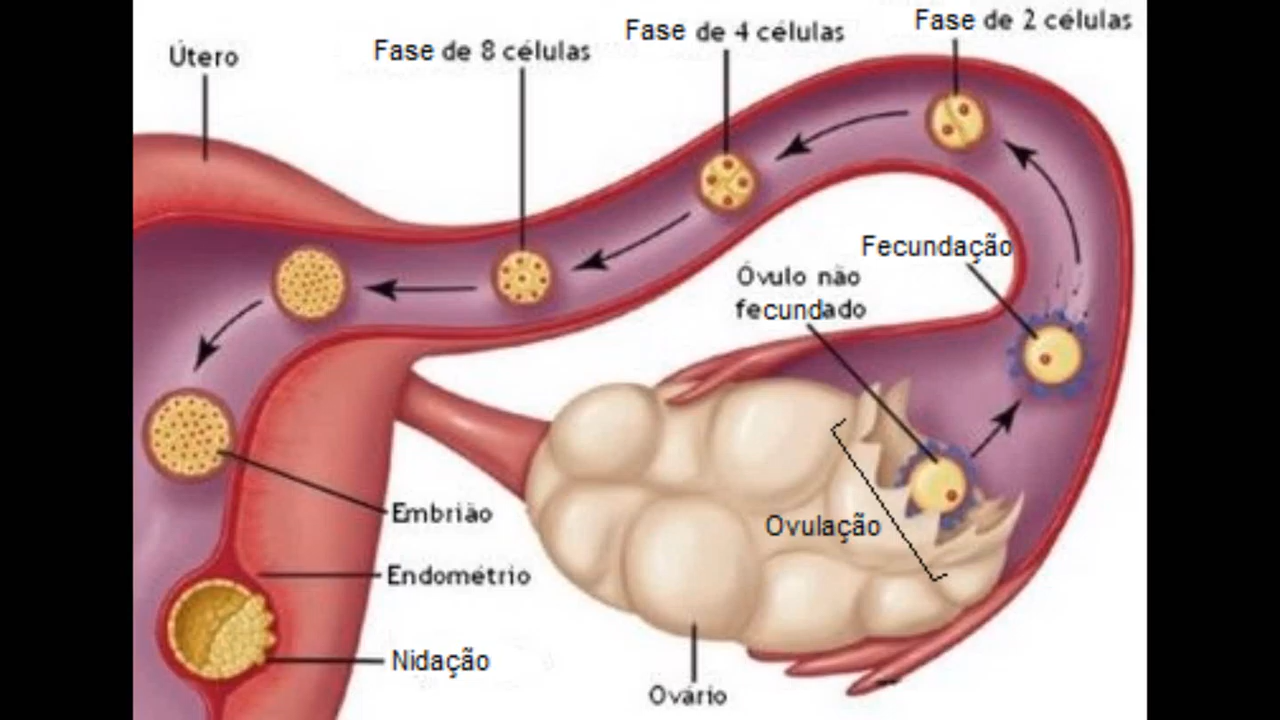 Fase de 2 células
Fase de 4 células
Fase de 8 células
Útero
Fecundação
Óvulo não
fecundado
Embrião
Ovulação
Endométrio
Nidação
Ovário